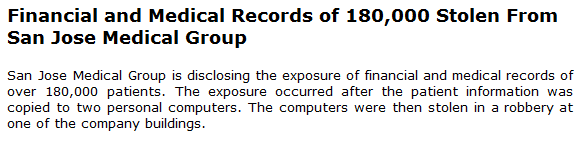 Financial and Medical Records of 180,000 Stolen From
San Jose Medical Group
San Jose Medical Group is disclosing the exposure of financial and medical records of
over 180,000 patients. The exposure occurred after the patient information was
copied to two personal computers. The computers were then stolen in a robbery at
one of the company buildings.